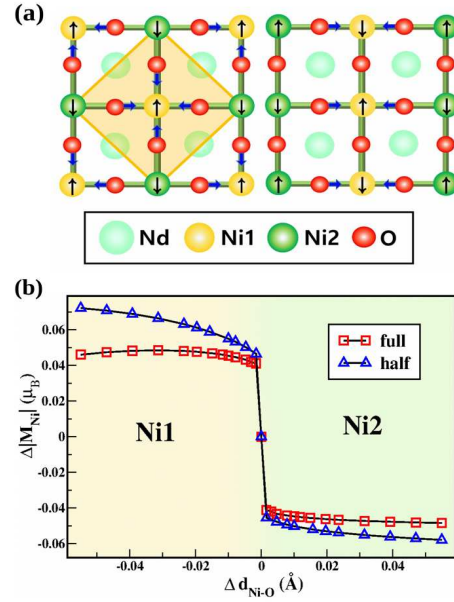 (a)
Nd Ni1 Ni2 O
(b)
Δ|M_Ni| (μ_B)
0.06
0.04
0.02
0
-0.02
-0.04
-0.06
full
half
Ni1 Ni2
-0.04 -0.02 0 0.02 0.04
Δ d_Ni-O (Å)